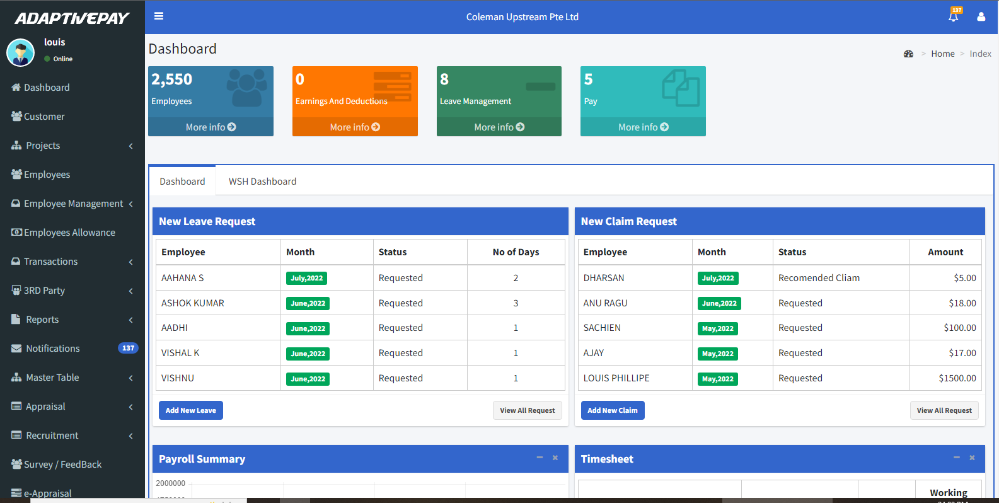 ADAPTIVEPAY
louis
Online
Dashboard
Customer
Projects
Employees
Employee Management
Employees Allowance
Transactions
3RD Party
Reports
Notifications 137
Master Table
Appraisal
Recruitment
Survey / FeedBack
e-Appraisal
Coleman Upstream Pte Ltd
137
Dashboard
> Home > Index
2,550
Employees
More info
0
Earnings And Deductions
More info
8
Leave Management
More info
5
Pay
More info
Dashboard WSH Dashboard
New Leave Request
Employee Month Status No of Days
AAHANA S July,2022 Requested 2
ASHOK KUMAR June,2022 Requested 3
AADHI June,2022 Requested 1
VISHAL K June,2022 Requested 1
VISHNU June,2022 Requested 1
Add New Leave View All Request
New Claim Request
Employee Month Status Amount
DHARSAN July,2022 Recomended Cliam $5.00
ANU RAGU June,2022 Requested $18.00
SACHIEN May,2022 Requested $100.00
AJAY May,2022 Requested $17.00
LOUIS PHILLIPE May,2022 Requested $1500.00
Add New Claim View All Request
Payroll Summary
2000000
Timesheet
Working